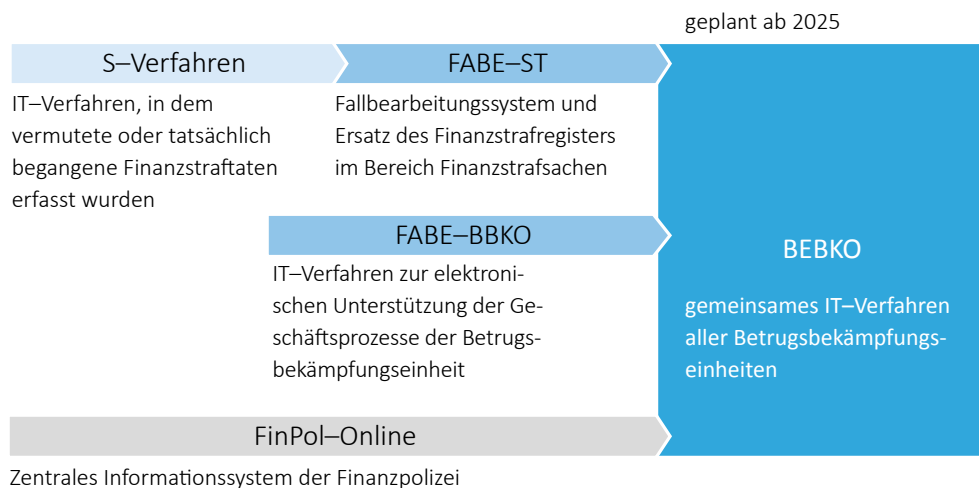 geplant ab 2025
S–Verfahren
IT–Verfahren, in dem
vermutete oder tatsächlich
begangene Finanzstraftaten
erfasst wurden
FABE–ST
Fallbearbeitungssystem und
Ersatz des Finanzstrafregisters
im Bereich Finanzstrafsachen
FABE–BBKO
IT–Verfahren zur elektroni-
schen Unterstützung der Ge-
schäftsprozesse der Betrugs-
bekämpfungseinheit
BEBKO
gemeinsames IT–Verfahren
aller Betrugsbekämpfungs-
einheiten
FinPol–Online
Zentrales Informationssystem der Finanzpolizei